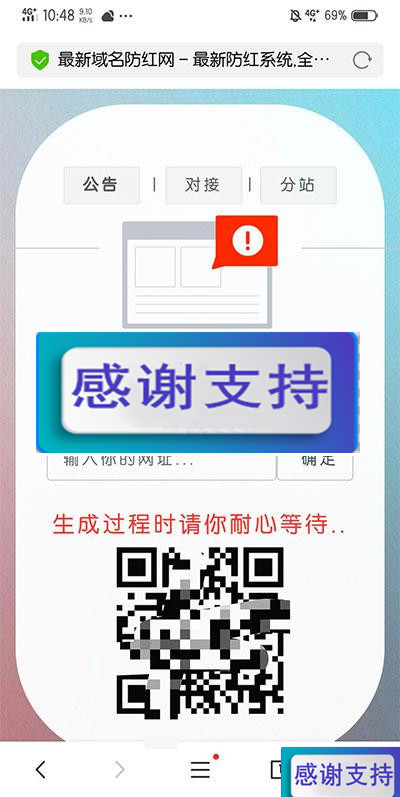 4G+ 10:48 9.10 KB/s ... 4G+ 69%
最新域名防红网 – 最新防红系统,全…
公告 | 对接 | 分站
感谢支持
输入你的网址... 确定
生成过程时请你耐心等待..
感谢支持